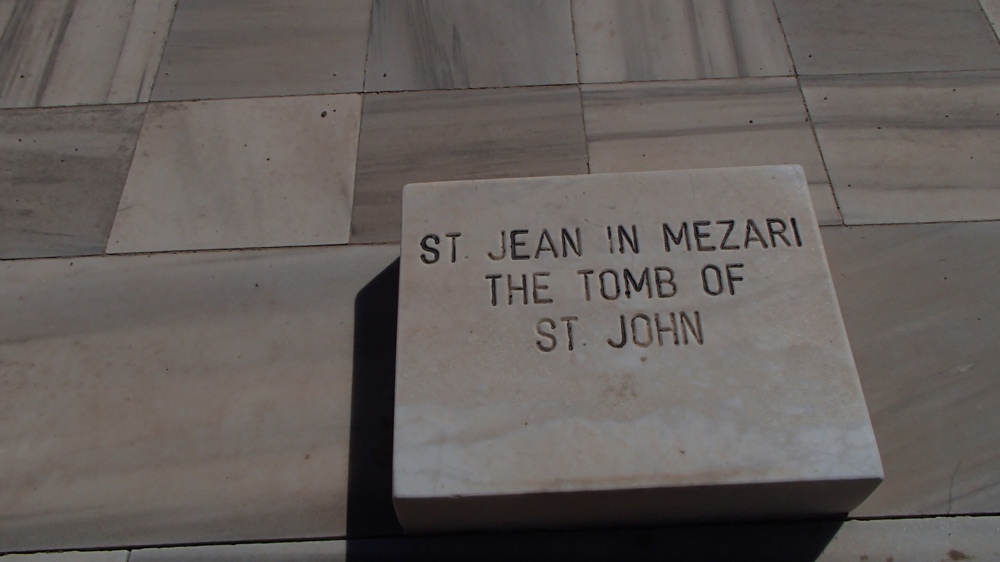 ST. JEAN IN MEZARI
THE TOMB OF
ST. JOHN